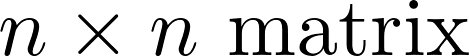 n × n matrix